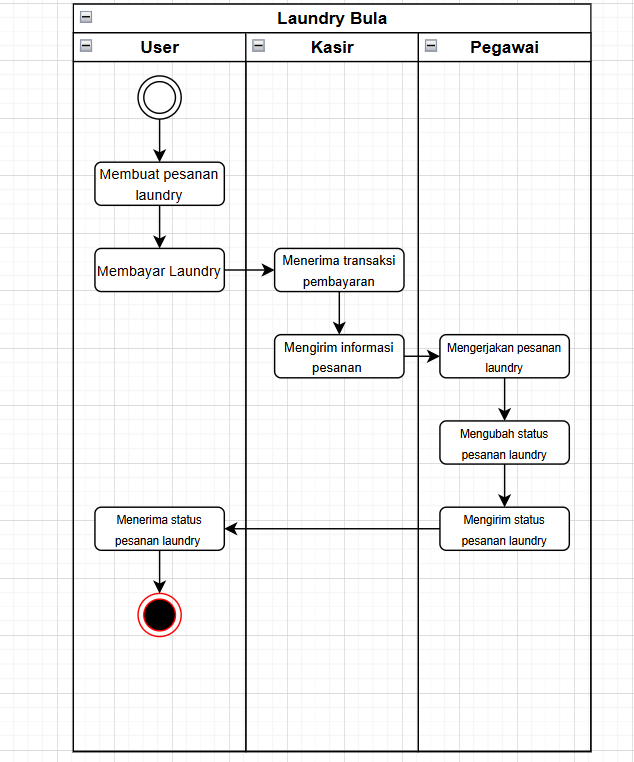 Laundry Bula
User
Kasir
Pegawai
Membuat pesanan
laundry
Membayar Laundry
Menerima transaksi
pembayaran
Mengirim informasi
pesanan
Mengerjakan pesanan
laundry
Mengubah status
pesanan laundry
Mengirim status
pesanan laundry
Menerima status
pesanan laundry